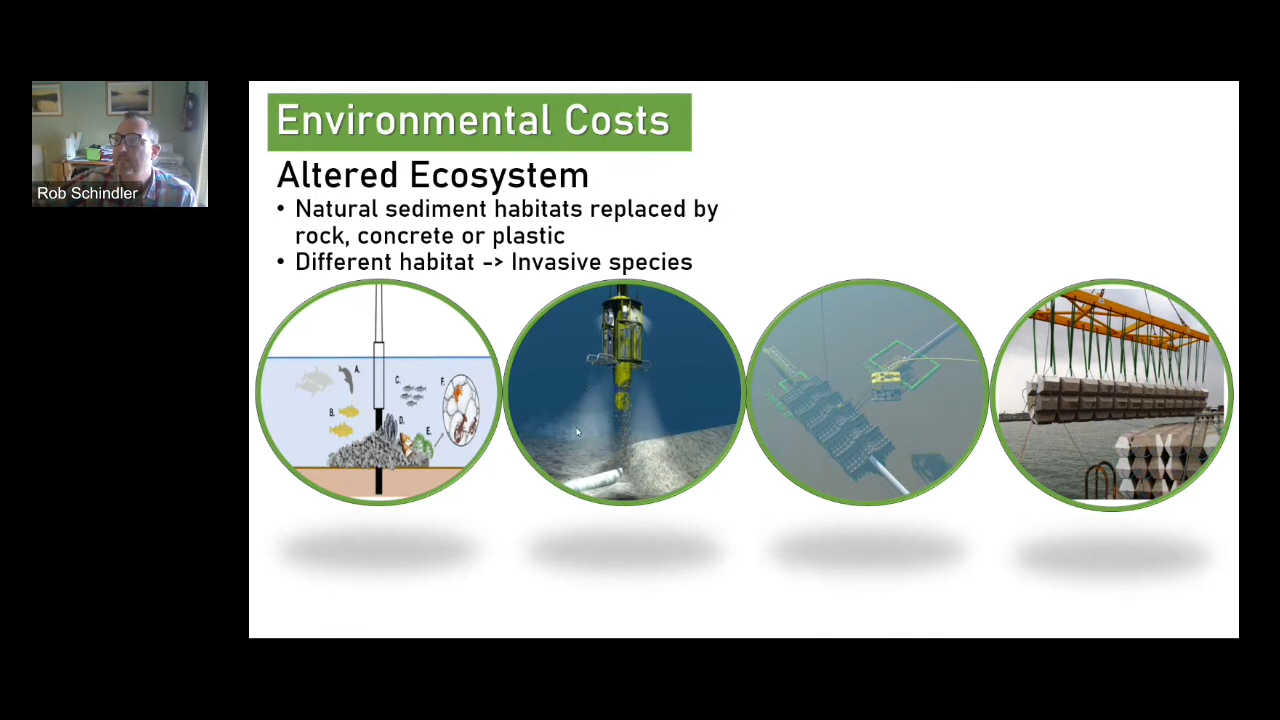 Environmental Costs
Altered Ecosystem
• Natural sediment habitats replaced by
rock, concrete or plastic
• Different habitat -> Invasive species
Rob Schindler
A.
B.
C.
D.
E.
F.